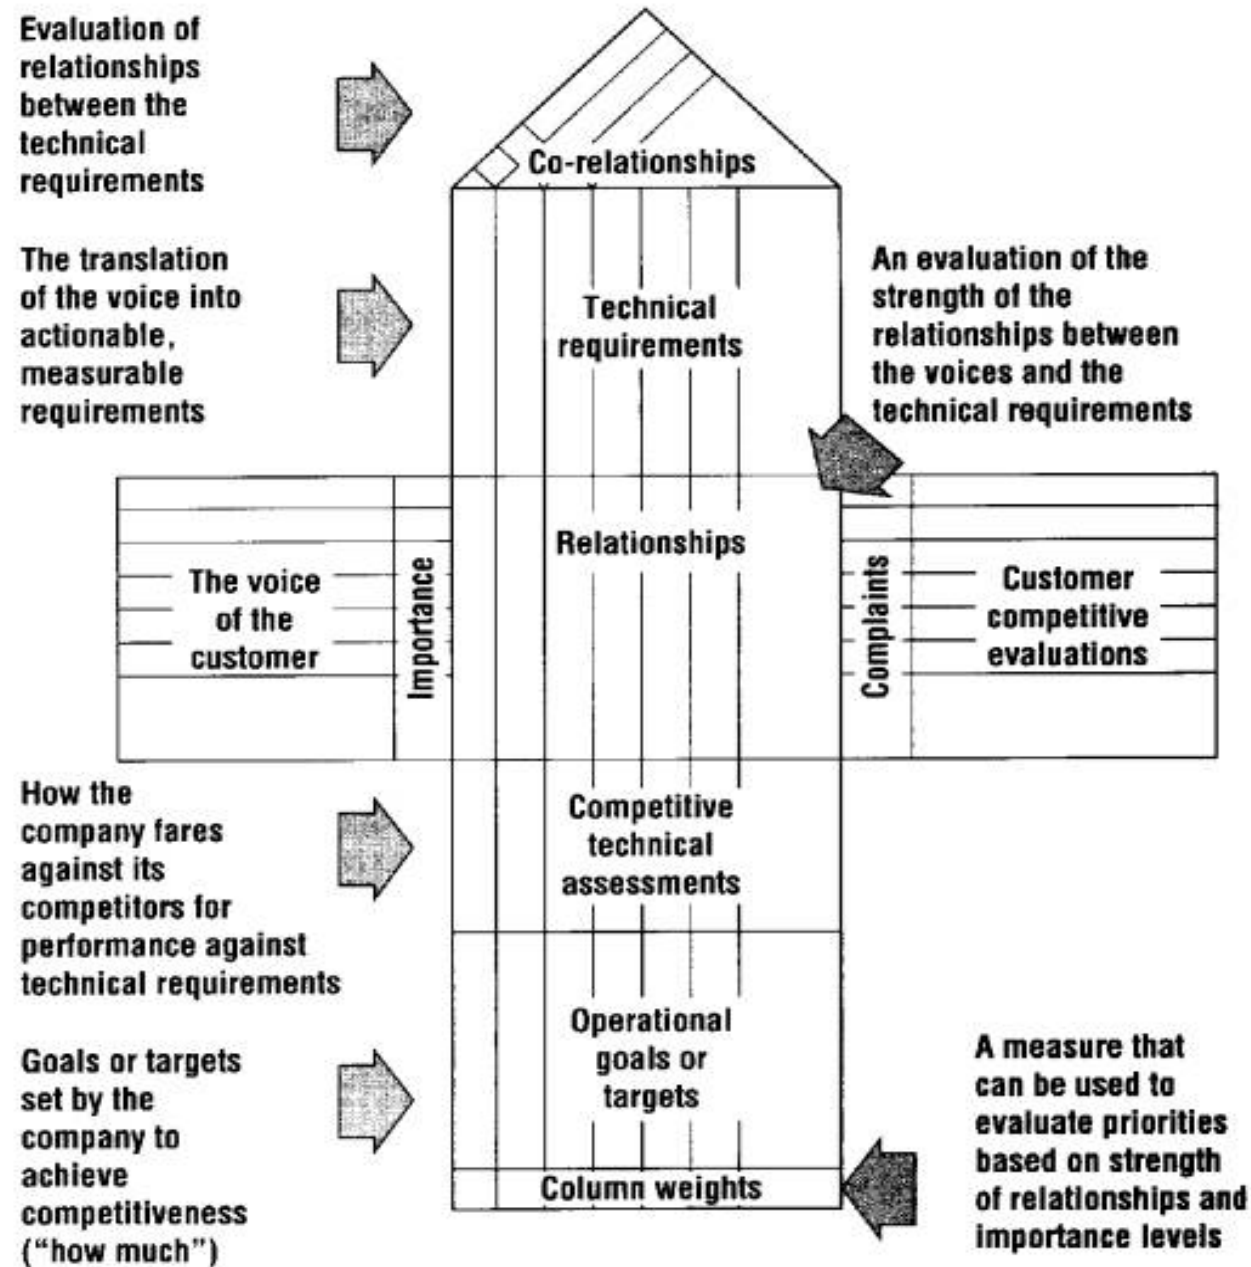 Evaluation of
relationships
between the
technical
requirements
Co-relationships
The translation
of the voice into
actionable,
measurable
requirements
Technical
requirements
An evaluation of the
strength of the
relationships between
the voices and the
technical requirements
The voice
of the
customer
Importance
Relationships
Complaints
Customer
competitive
evaluations
How the
company fares
against its
competitors for
performance against
technical requirements
Competitive
technical
assessments
Goals or targets
set by the
company to
achieve
competitiveness
("how much")
Operational
goals or
targets
Column weights
A measure that
can be used to
evaluate priorities
based on strength
of relationships and
importance levels